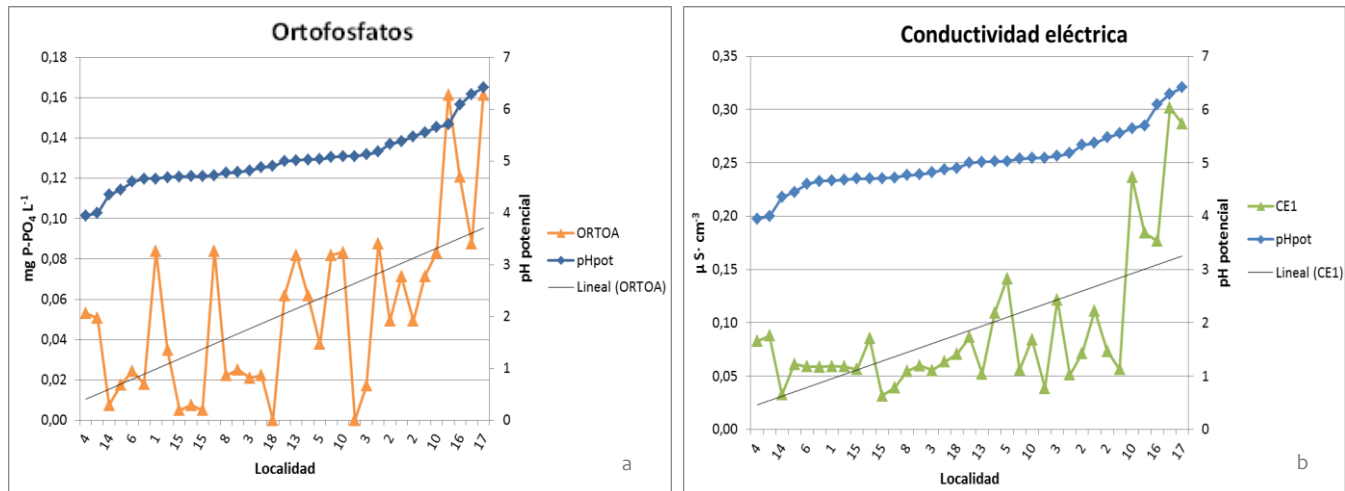 Ortofosfatos
mg P-PO4 L-1
0,18
0,16
0,14
0,12
0,10
0,08
0,06
0,04
0,02
0,00
7
6
5
4
3
2
1
0
pH potencial
4 14 6 1 15 15 8 3 18 13 5 10 3 2 2 10 16 17
Localidad
ORTOA
pHpot
Lineal (ORTOA)
a
Conductividad eléctrica
µ S· cm-3
0,35
0,30
0,25
0,20
0,15
0,10
0,05
0,00
7
6
5
4
3
2
1
0
pH potencial
4 14 6 1 15 15 8 3 18 13 5 10 3 2 2 10 16 17
Localidad
CE1
pHpot
Lineal (CE1)
b